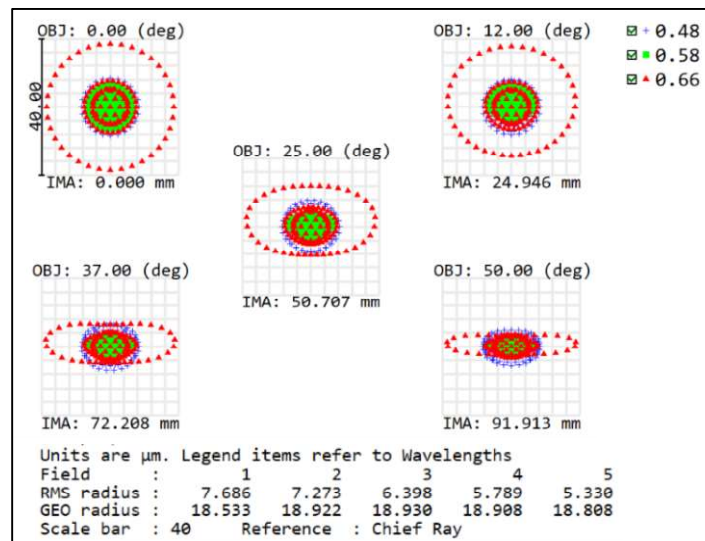 OBJ: 0.00 (deg)
OBJ: 12.00 (deg)
+ 0.48
0.58
0.66
40.00
IMA: 0.000 mm
IMA: 24.946 mm
OBJ: 25.00 (deg)
IMA: 50.707 mm
OBJ: 37.00 (deg)
OBJ: 50.00 (deg)
IMA: 72.208 mm
IMA: 91.913 mm
Units are µm. Legend items refer to Wavelengths
Field : 1 2 3 4 5
RMS radius : 7.686 7.273 6.398 5.789 5.330
GEO radius : 18.533 18.922 18.930 18.908 18.808
Scale bar : 40 Reference : Chief Ray